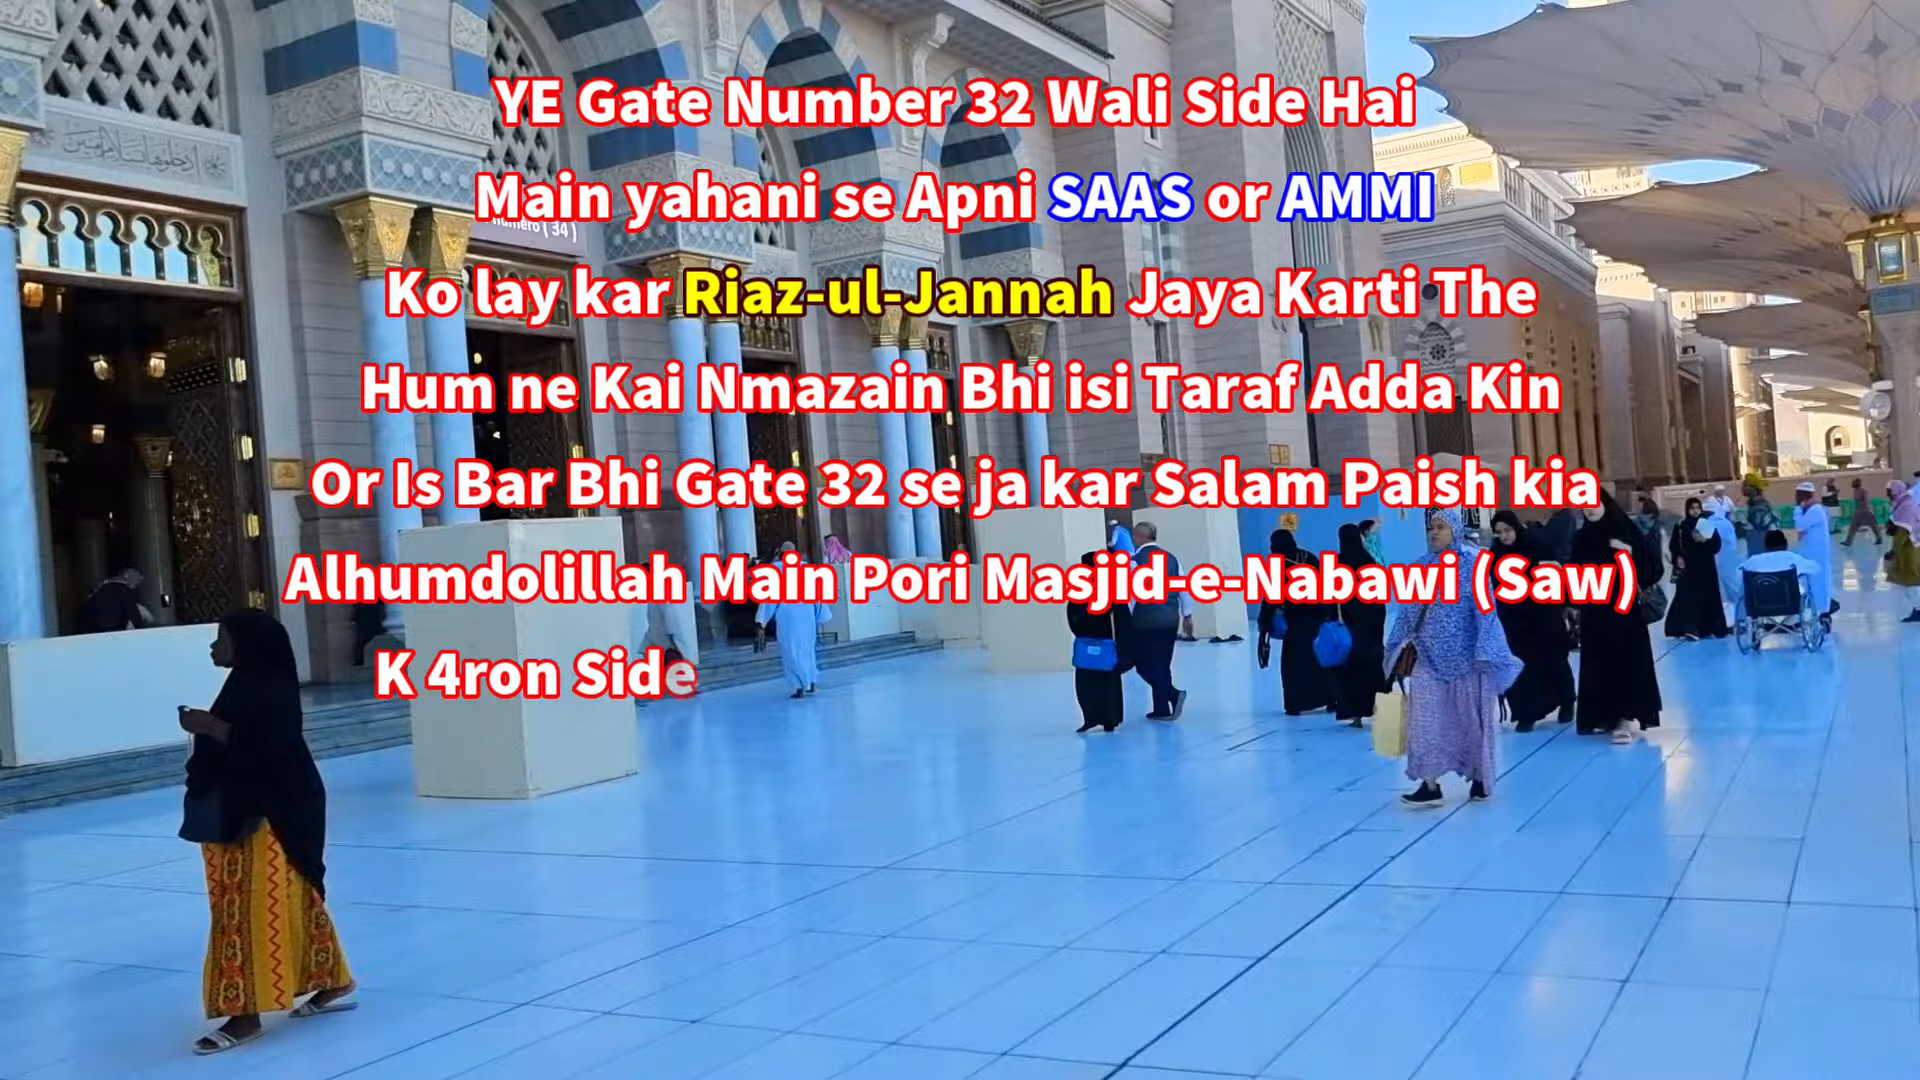 YE Gate Number 32 Wali Side Hai
Main yahani se Apni SAAS or AMMI
numero ( 34 )
Ko lay kar Riaz-ul-Jannah Jaya Karti The
Hum ne Kai Nmazain Bhi isi Taraf Adda Kin
Or Is Bar Bhi Gate 32 se ja kar Salam Paish kia
Alhumdolillah Main Pori Masjid-e-Nabawi (Saw)
K 4ron Side